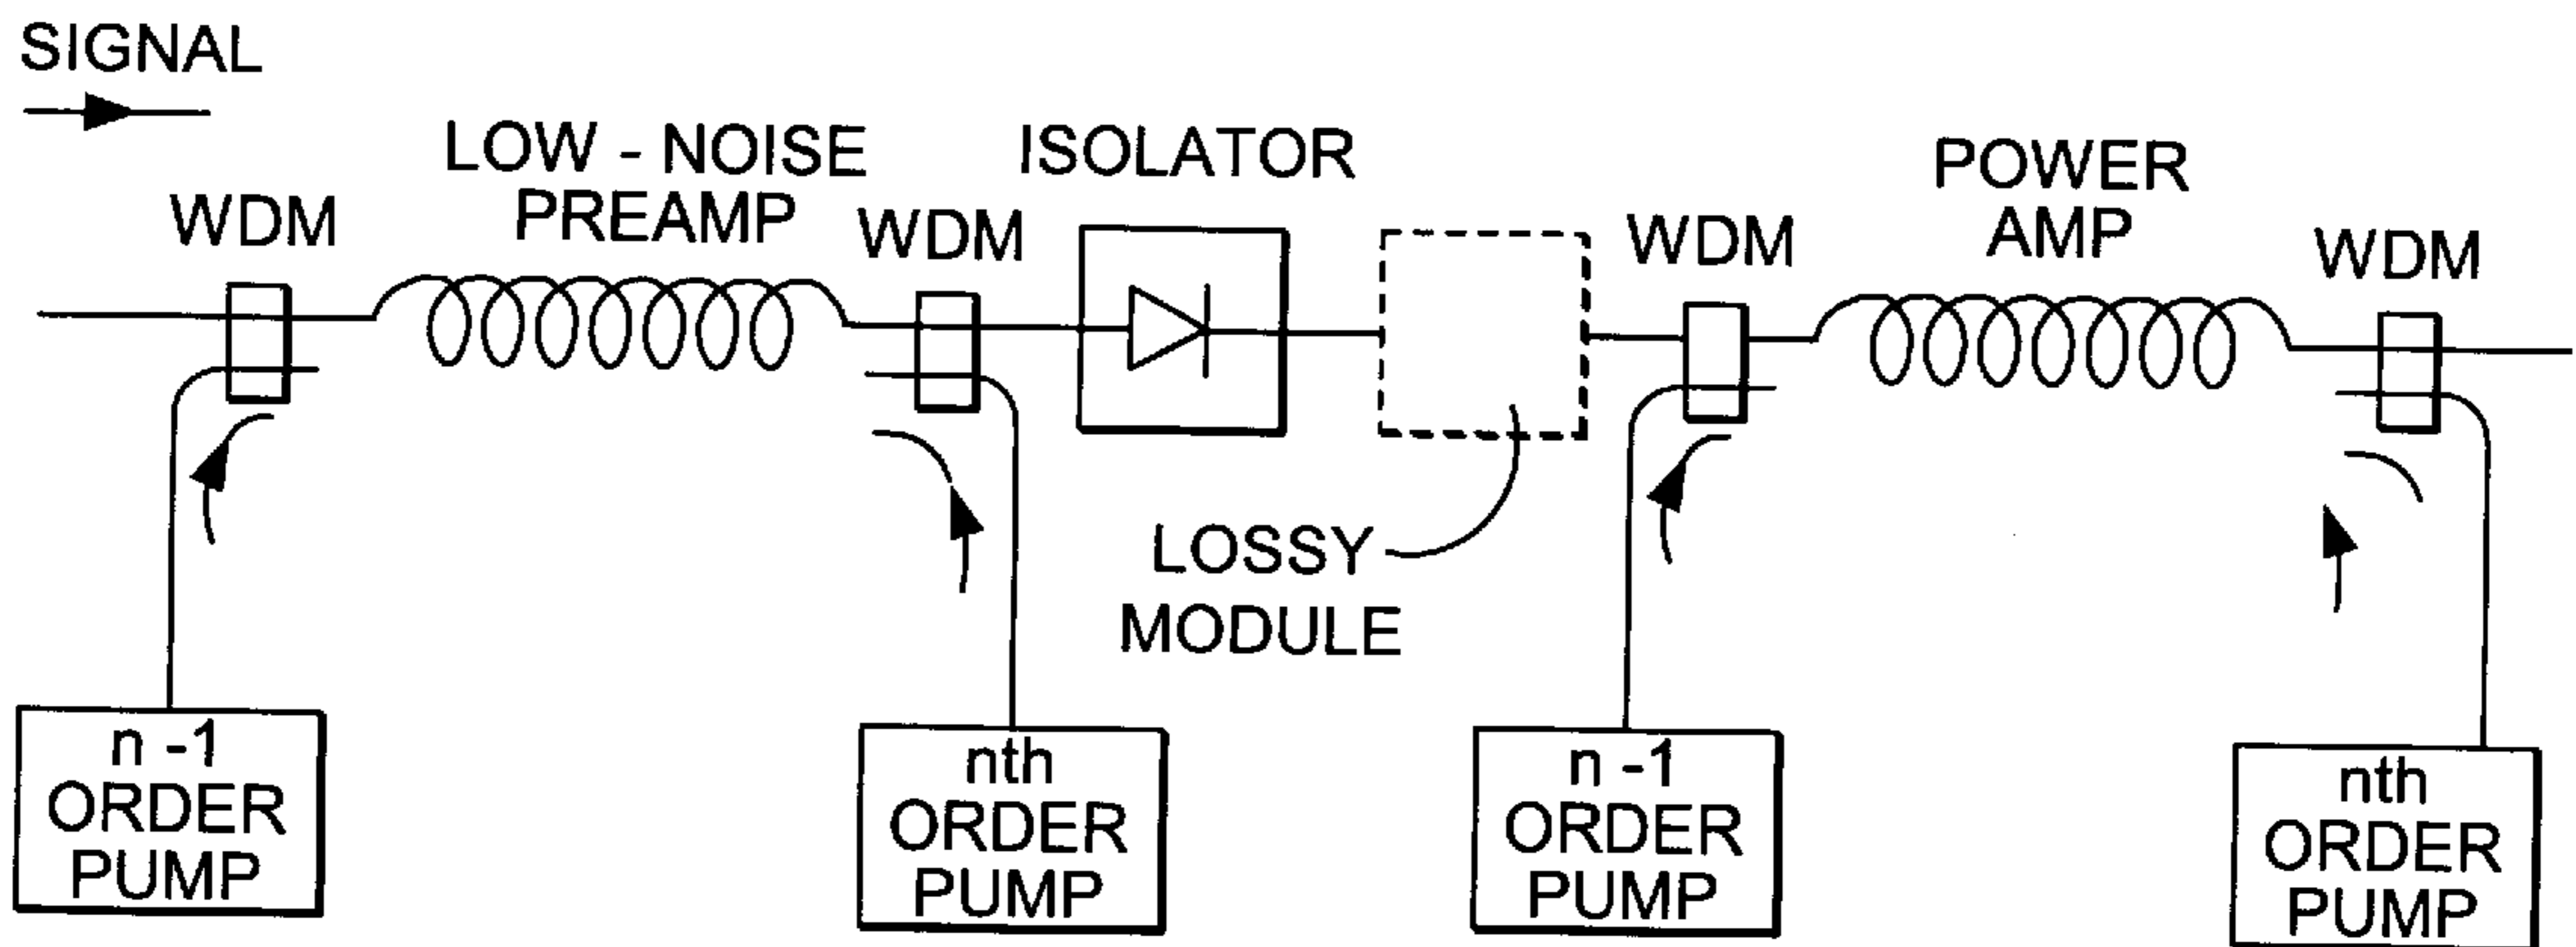 SIGNAL
LOW - NOISE
PREAMP
ISOLATOR
POWER
AMP
WDM
WDM
WDM
WDM
LOSSY
MODULE
n -1
ORDER
PUMP
nth
ORDER
PUMP
n -1
ORDER
PUMP
nth
ORDER
PUMP